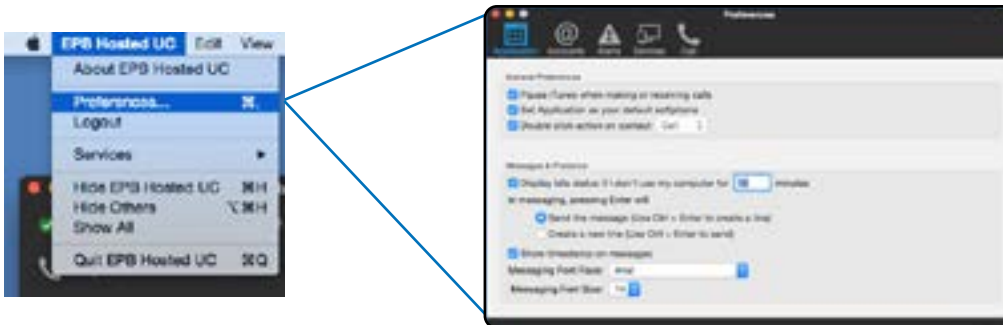 EPB Hosted UC Edit View
About EPB Hosted UC
Preferences... ⌘,
Logout
Services
Hide EPB Hosted UC ⌘H
Hide Others ⌥⌘H
Show All
Quit EPB Hosted UC ⌘Q
Preferences
Application Accounts Alerts Devices Call
General Preferences
Pause iTunes when making or receiving calls
Set Application as your default softphone
Double click action on contact: Call
Messages & Presence
Display Idle status if I don't use my computer for minutes
In messaging, pressing Enter will:
Send the message (Use Ctrl + Enter to create a line)
Create a new line (Use Ctrl + Enter to send)
Show timestamp on messages
Messaging Font Face: Arial
Messaging Font Size: